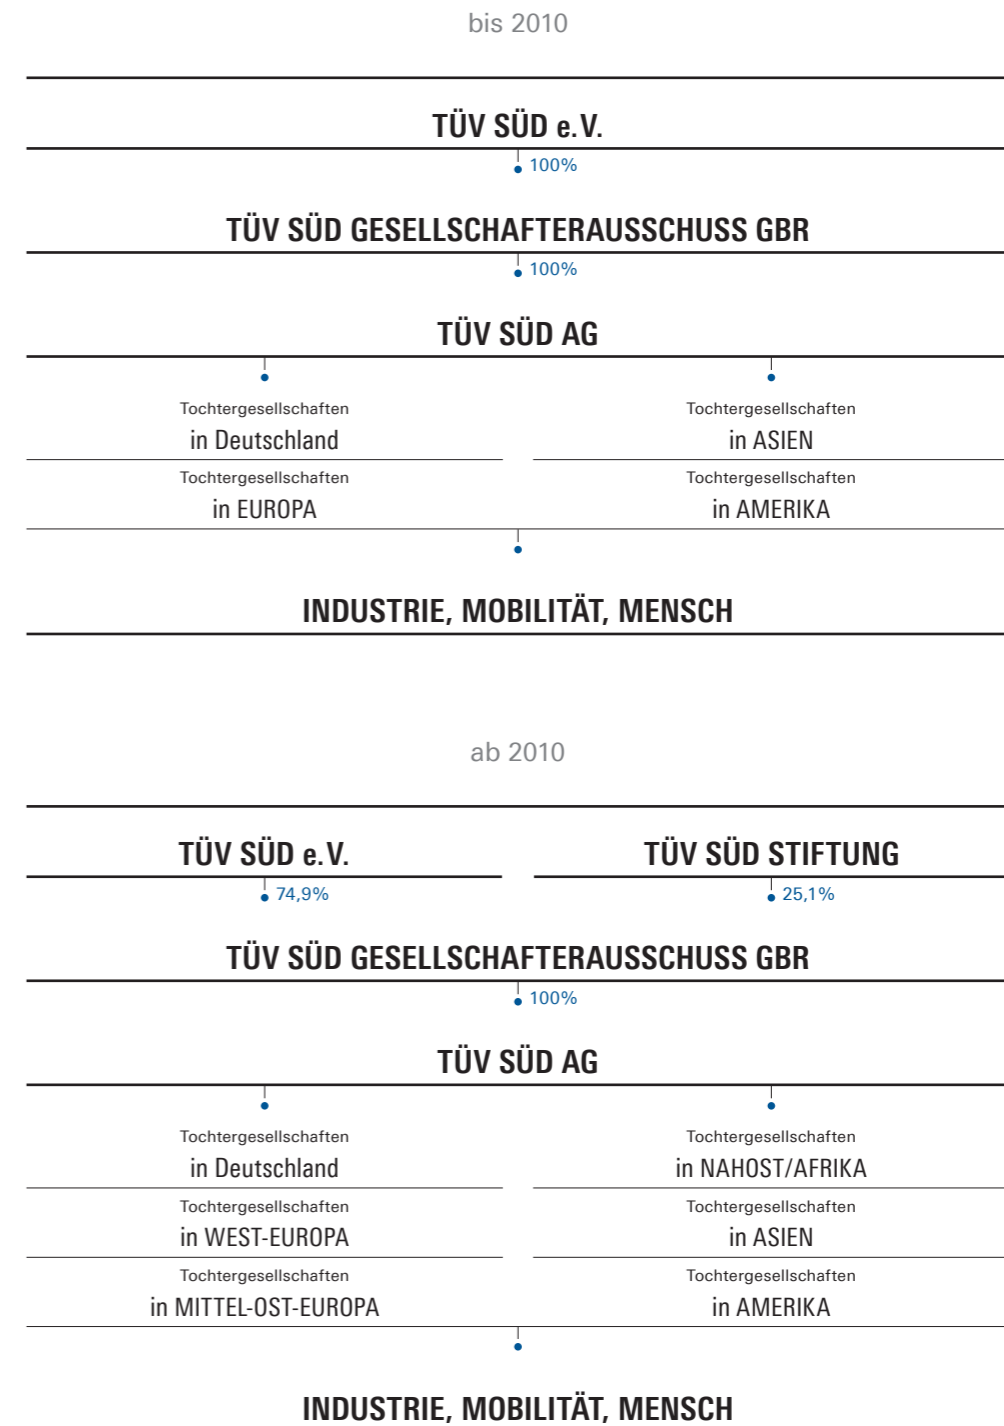 bis 2010
TÜV SÜD e.V.
100%
TÜV SÜD GESELLSCHAFTERAUSSCHUSS GBR
100%
TÜV SÜD AG
Tochtergesellschaften
in Deutschland
Tochtergesellschaften
in ASIEN
Tochtergesellschaften
in EUROPA
Tochtergesellschaften
in AMERIKA
INDUSTRIE, MOBILITÄT, MENSCH
ab 2010
TÜV SÜD e.V.
74,9%
TÜV SÜD STIFTUNG
25,1%
TÜV SÜD GESELLSCHAFTERAUSSCHUSS GBR
100%
TÜV SÜD AG
Tochtergesellschaften
in Deutschland
Tochtergesellschaften
in NAHOST/AFRIKA
Tochtergesellschaften
in WEST-EUROPA
Tochtergesellschaften
in ASIEN
Tochtergesellschaften
in MITTEL-OST-EUROPA
Tochtergesellschaften
in AMERIKA
INDUSTRIE, MOBILITÄT, MENSCH